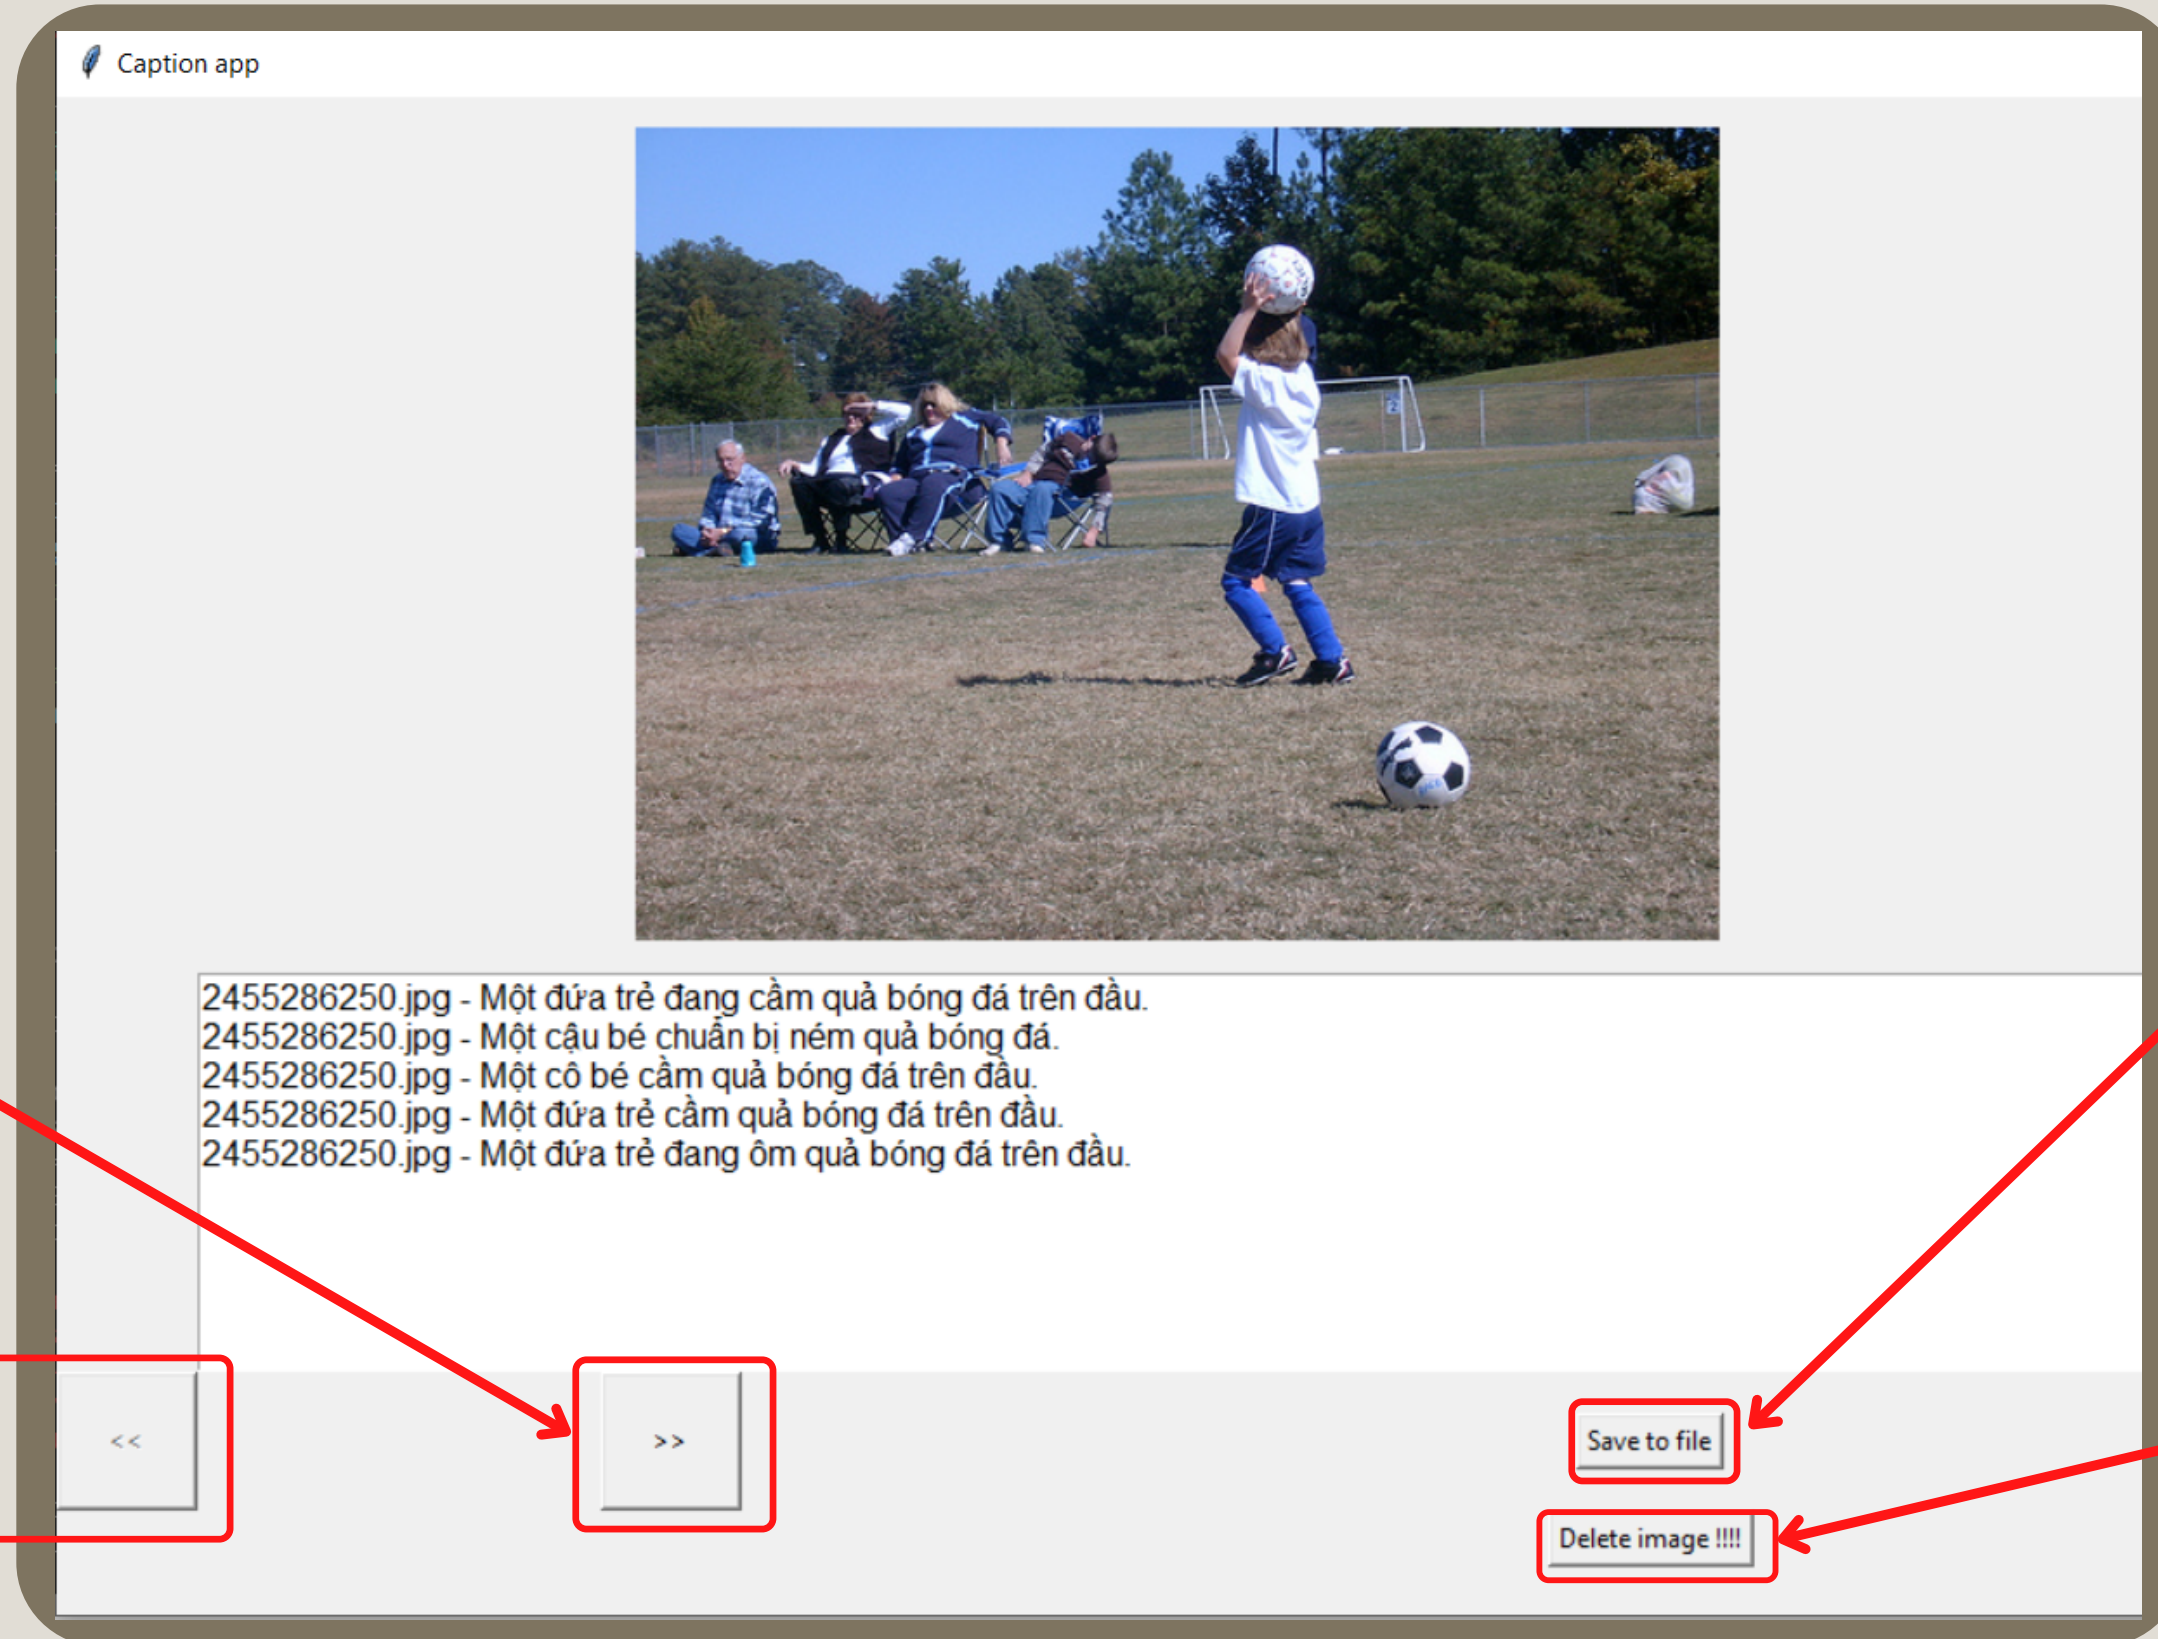 Caption app
2
2455286250.jpg - Một đứa trẻ đang cầm quả bóng đá trên đầu.
2455286250.jpg - Một cậu bé chuẩn bị ném quả bóng đá.
2455286250.jpg - Một cô bé cầm quả bóng đá trên đầu.
2455286250.jpg - Một đứa trẻ cầm quả bóng đá trên đầu.
2455286250.jpg - Một đứa trẻ đang ôm quả bóng đá trên đầu.
<< >> Save to file
Delete image !!!!